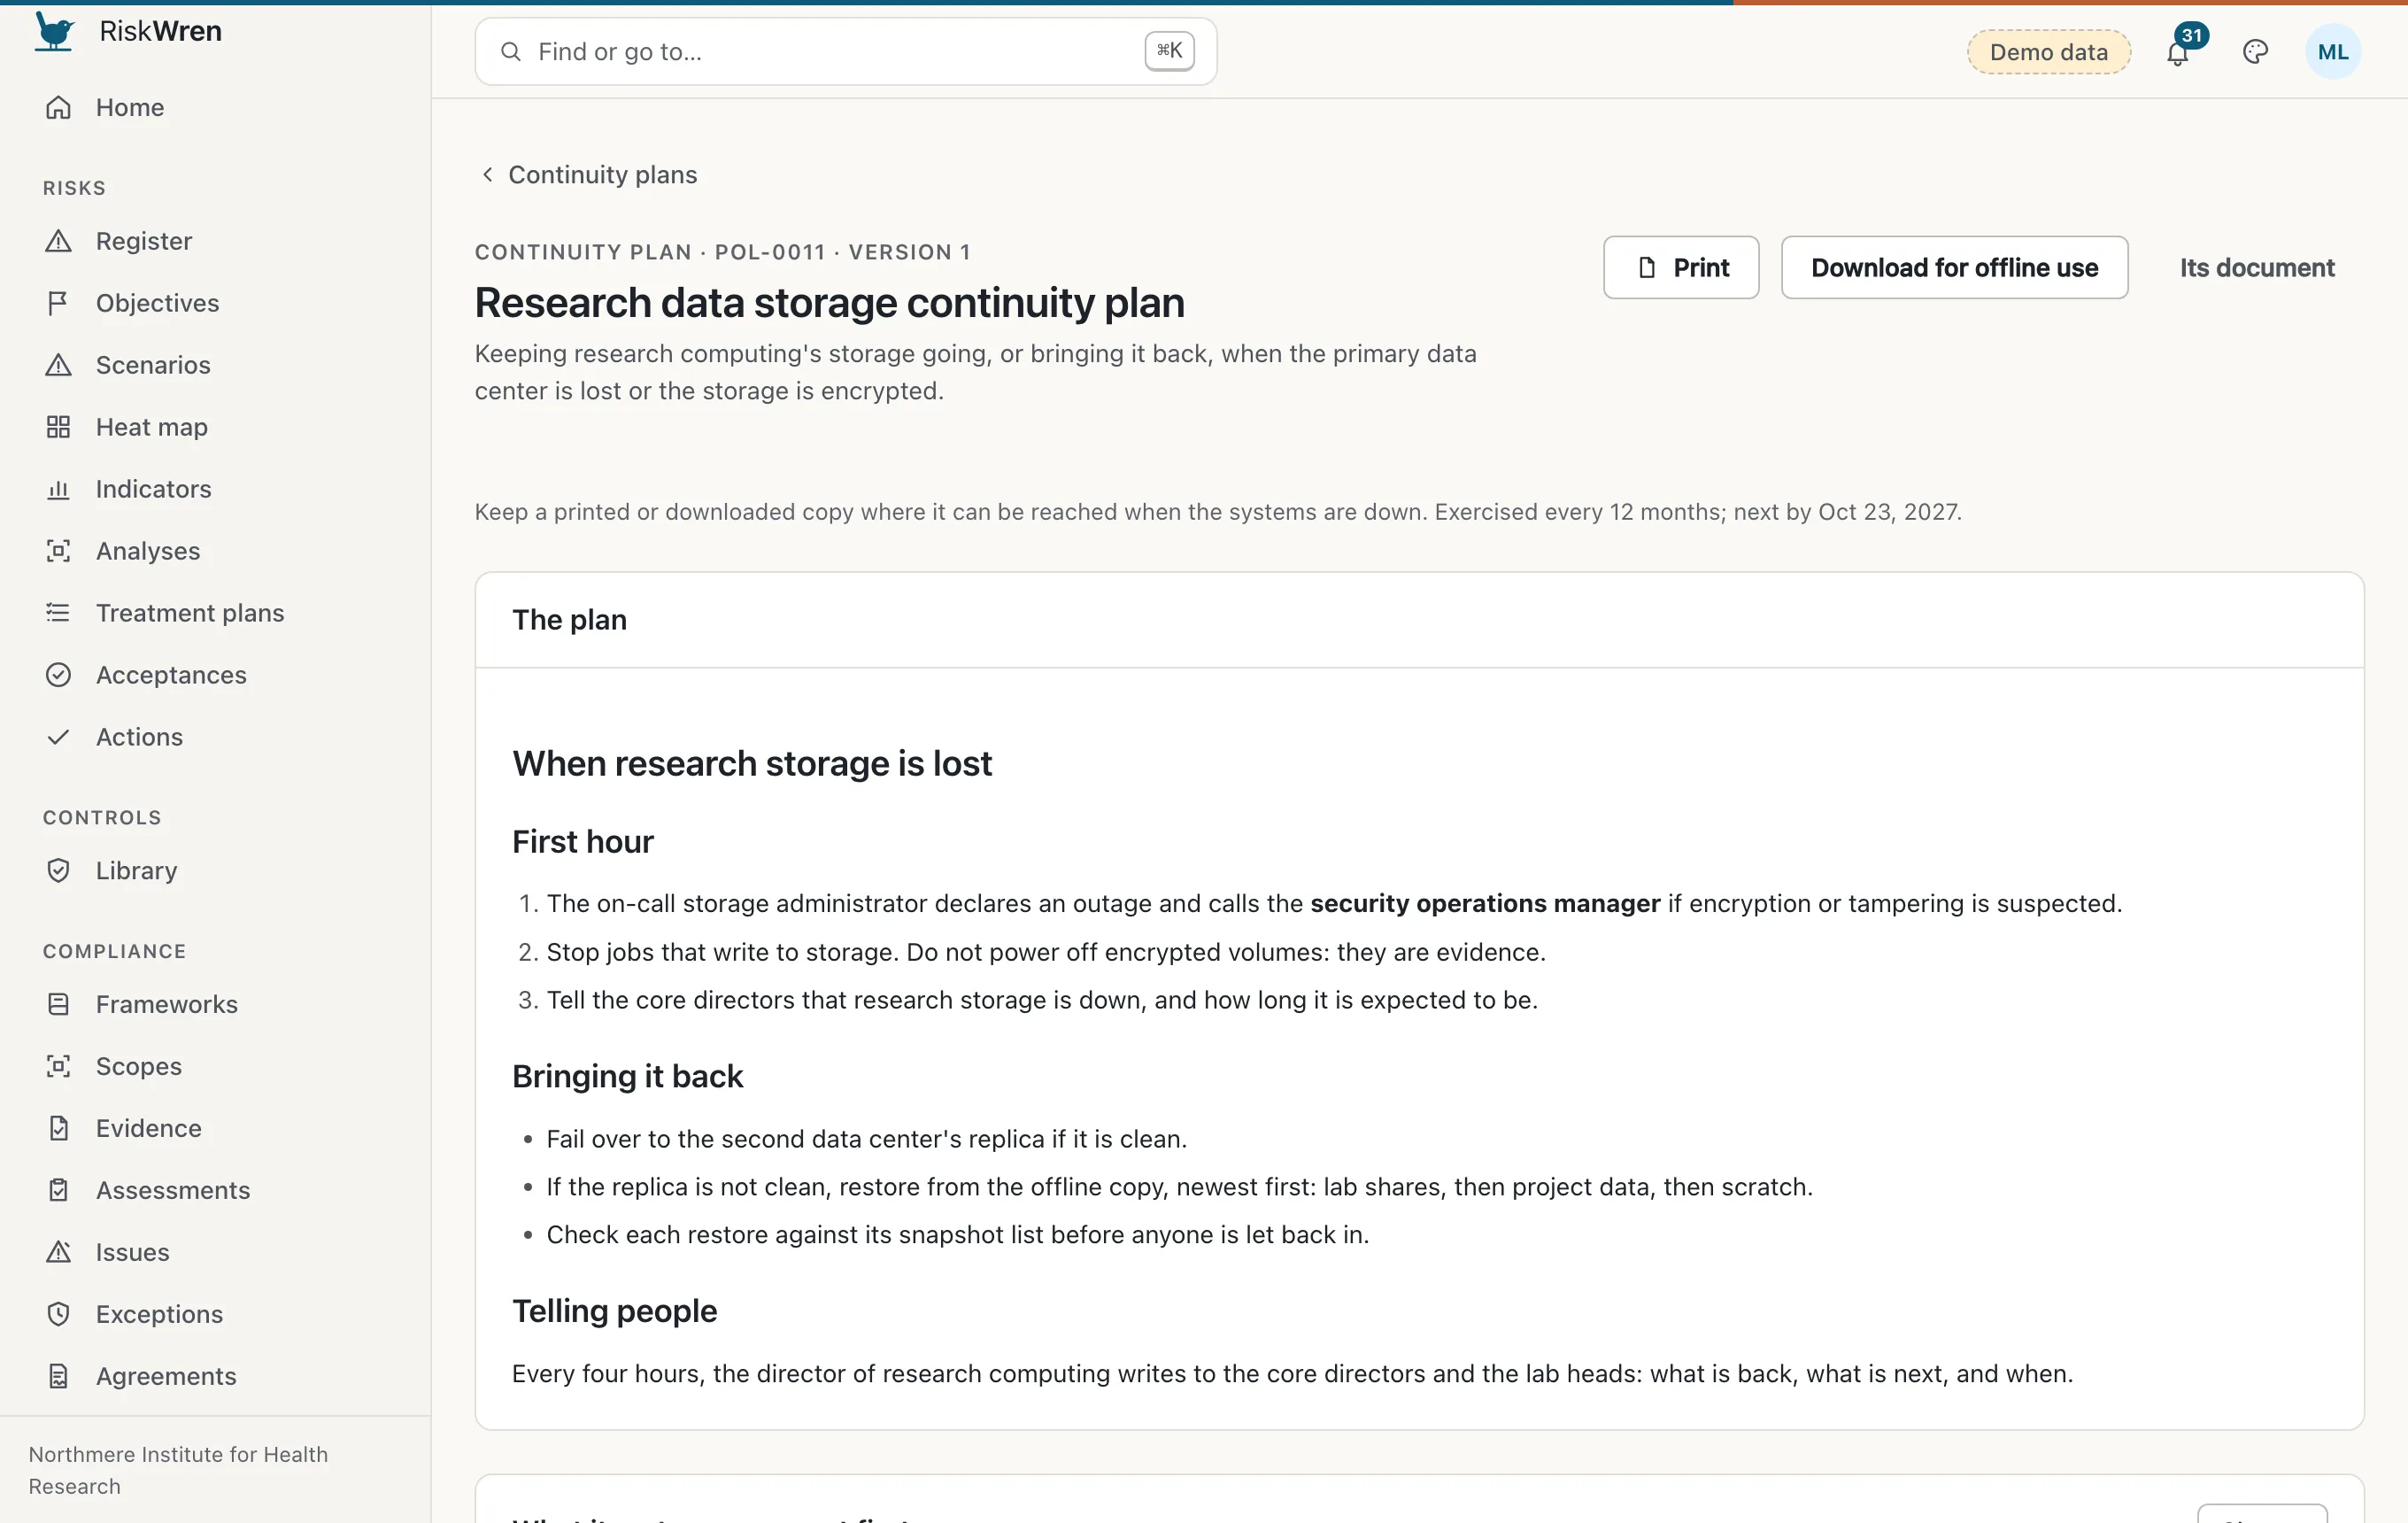 RiskWren
Find or go to...
⌘K
Demo data
31
ML
Home
RISKS
Register
Objectives
Scenarios
Heat map
Indicators
Analyses
Treatment plans
Acceptances
Actions
CONTROLS
Library
COMPLIANCE
Frameworks
Scopes
Evidence
Assessments
Issues
Exceptions
Agreements
Northmere Institute for Health
Research
Continuity plans
CONTINUITY PLAN · POL-0011 · VERSION 1
Research data storage continuity plan
Keeping research computing's storage going, or bringing it back, when the primary data
center is lost or the storage is encrypted.
Print
Download for offline use
Its document
Keep a printed or downloaded copy where it can be reached when the systems are down. Exercised every 12 months; next by Oct 23, 2027.
The plan
When research storage is lost
First hour
1. The on-call storage administrator declares an outage and calls the security operations manager if encryption or tampering is suspected.
2. Stop jobs that write to storage. Do not power off encrypted volumes: they are evidence.
3. Tell the core directors that research storage is down, and how long it is expected to be.
Bringing it back
• Fail over to the second data center's replica if it is clean.
• If the replica is not clean, restore from the offline copy, newest first: lab shares, then project data, then scratch.
• Check each restore against its snapshot list before anyone is let back in.
Telling people
Every four hours, the director of research computing writes to the core directors and the lab heads: what is back, what is next, and when.